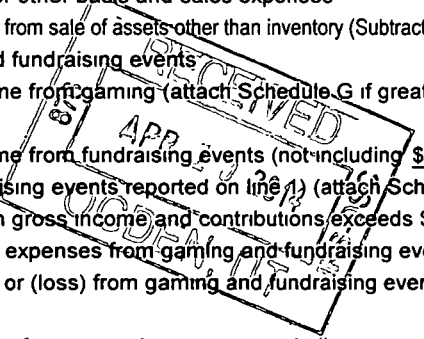 or other basis and sales expenses
from sale of assets other than inventory (Subtract
d fundraising events
me from gaming (attach Schedule G if great
me from fundraising events (not including $
ising events reported on line 1) (attach Sch
n gross income and contributions exceeds $
expenses from gaming and fundraising eve
or (loss) from gaming and fundraising even
RECEIVED
APR 2014
OGDEN, UT